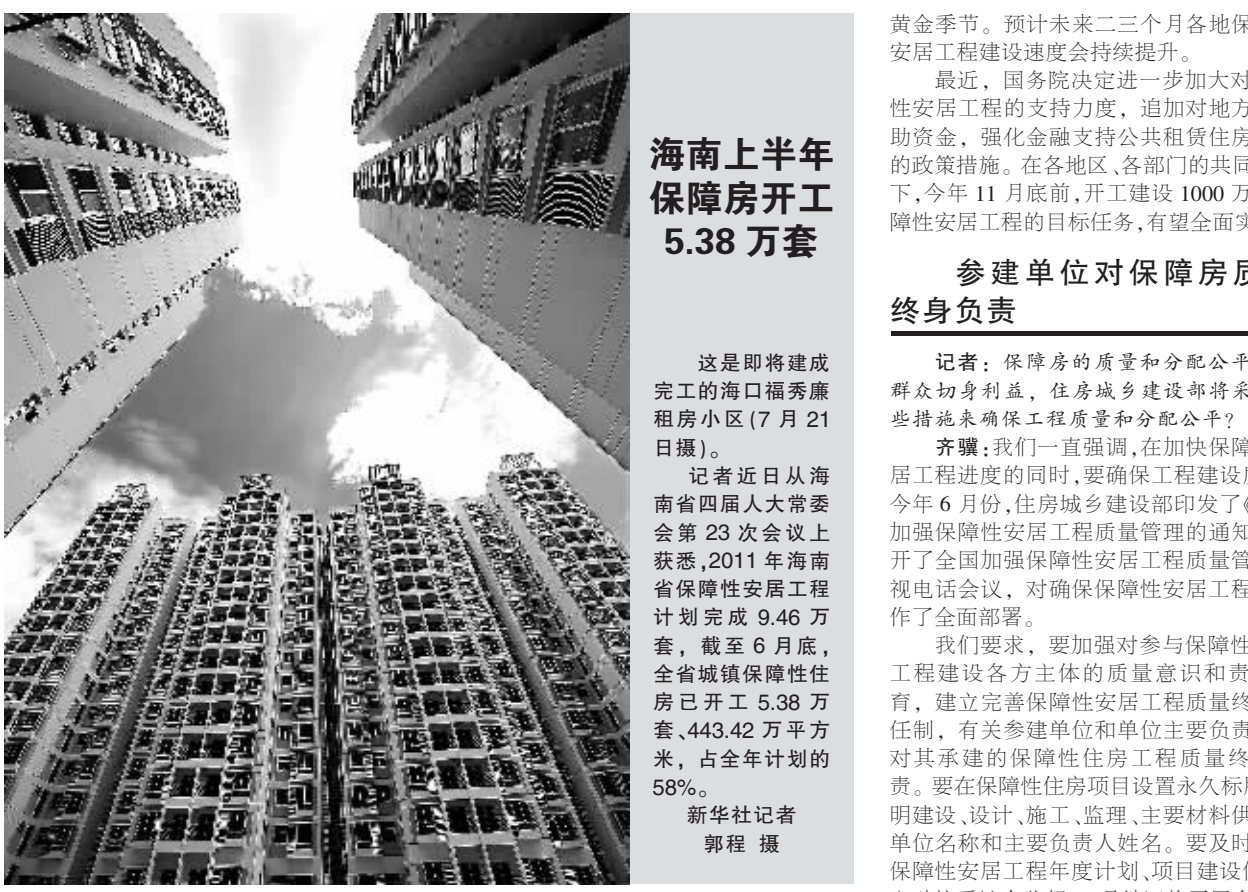 海南上半年
保障房开工
5.38 万套
这是即将建成
完工的海口福秀廉
租房小区(7 月 21
日摄)。
记者近日从海
南省四届人大常委
会第 23 次会议上
获悉,2011 年海南
省保障性安居工程
计划完成 9.46 万
套，截至 6 月底，
全省城镇保障性住
房已开工 5.38 万
套、443.42 万平方
米，占全年计划的
58%。
新华社记者
郭程 摄
黄金季节。预计未来二三个月各地保
安居工程建设速度会持续提升。
最近，国务院决定进一步加大对
性安居工程的支持力度，追加对地方
助资金，强化金融支持公共租赁住房
的政策措施。在各地区、各部门的共同
下,今年 11 月底前,开工建设 1000 万
障性安居工程的目标任务,有望全面实
参建单位对保障房质
终身负责
记者：保障房的质量和分配公平
群众切身利益，住房城乡建设部将采
些措施来确保工程质量和分配公平?
齐骥:我们一直强调,在加快保障
居工程进度的同时,要确保工程建设质
今年 6 月份,住房城乡建设部印发了《
加强保障性安居工程质量管理的通知
开了全国加强保障性安居工程质量管
视电话会议，对确保保障性安居工程
作了全面部署。
我们要求，要加强对参与保障性
工程建设各方主体的质量意识和责
育，建立完善保障性安居工程质量终
任制，有关参建单位和单位主要负责
对其承建的保障性住房工程质量终
责。要在保障性住房项目设置永久标牌
明建设、设计、施工、监理、主要材料供
单位名称和主要负责人姓名。要及时
保障性安居工程年度计划、项目建设